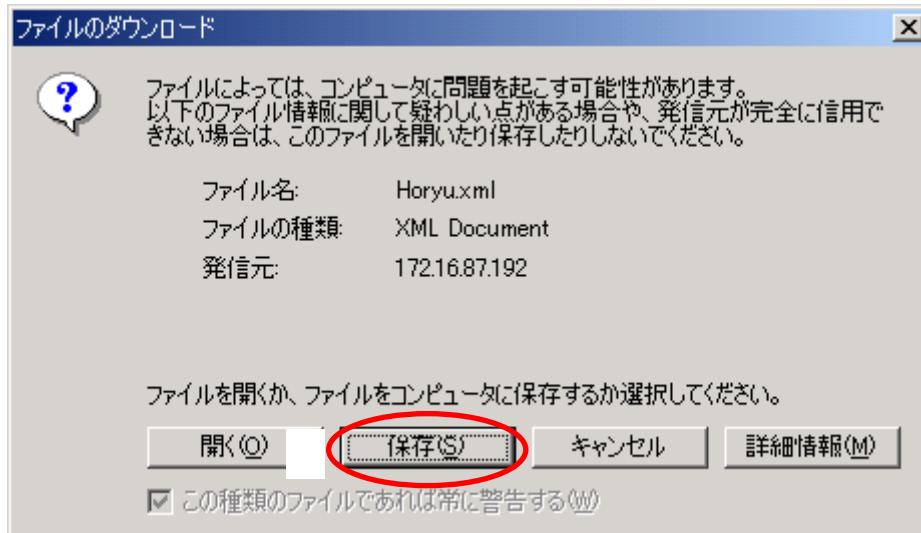 ファイルのダウンロード
ファイルによっては、コンピュータに問題を起こす可能性があります。
以下のファイル情報に関して疑わしい点がある場合や、発信元が完全に信用で
きない場合は、このファイルを開いたり保存したりしないでください。
ファイル名: Horyu.xml
ファイルの種類: XML Document
発信元: 172.16.87.192
ファイルを開くか、ファイルをコンピュータに保存するか選択してください。
開く(O) 保存(S) キャンセル 詳細情報(M)
この種類のファイルであれば常に警告する(W)